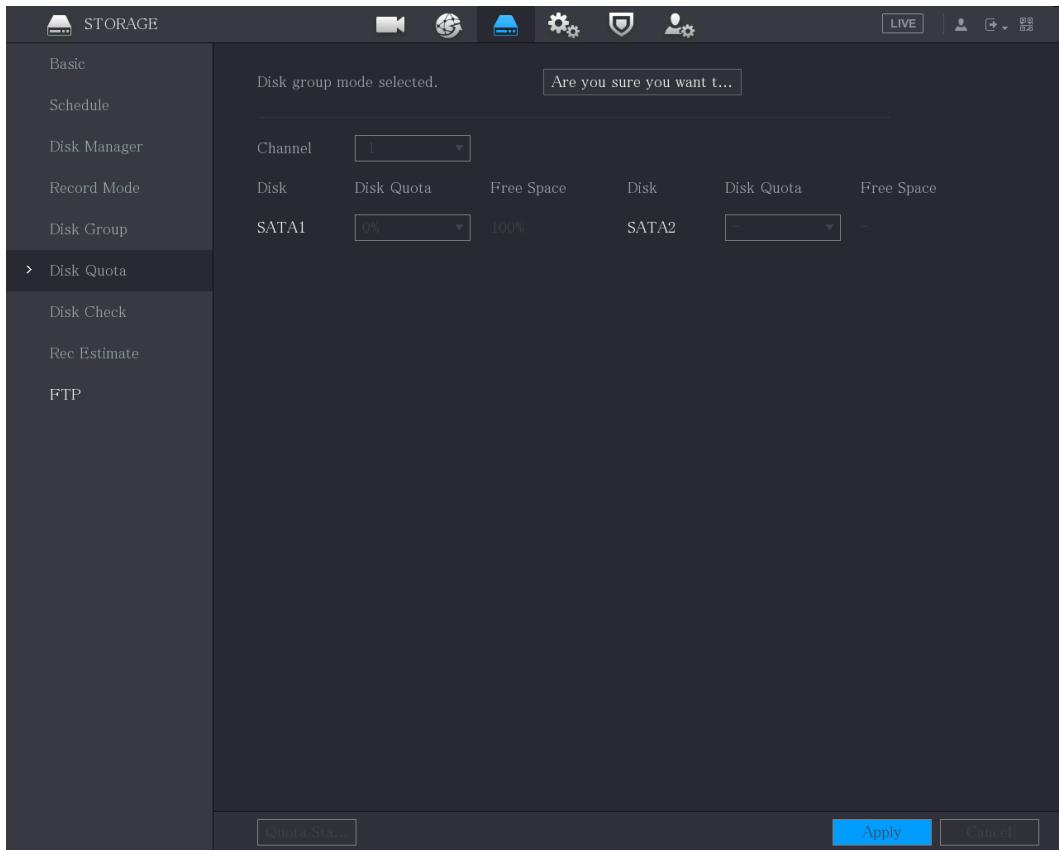 STORAGE
LIVE
Basic
Schedule
Disk Manager
Record Mode
Disk Group
Disk Quota
Disk Check
Rec Estimate
FTP
Disk group mode selected. Are you sure you want t...
Channel 1
Disk Disk Quota Free Space Disk Disk Quota Free Space
SATA1 0% 100% SATA2 - -
Quota Sta... Apply Cancel